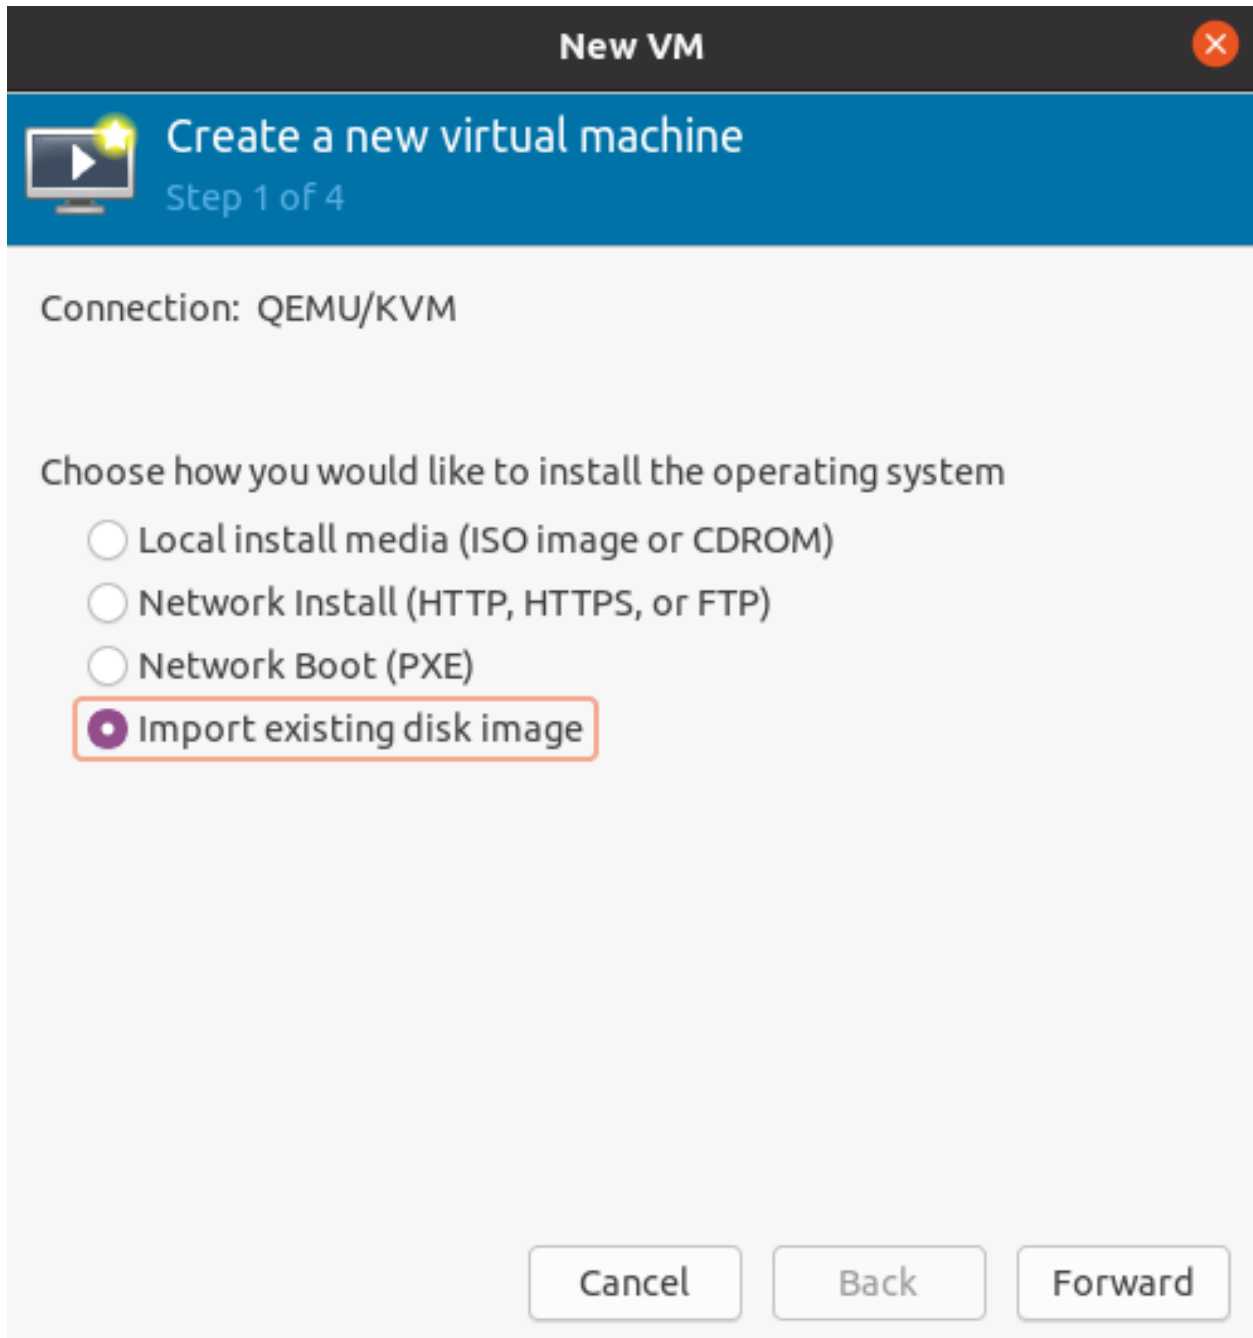 New VM
Create a new virtual machine
Step 1 of 4
Connection: QEMU/KVM
Choose how you would like to install the operating system
Local install media (ISO image or CDROM)
Network Install (HTTP, HTTPS, or FTP)
Network Boot (PXE)
Import existing disk image
Cancel Back Forward